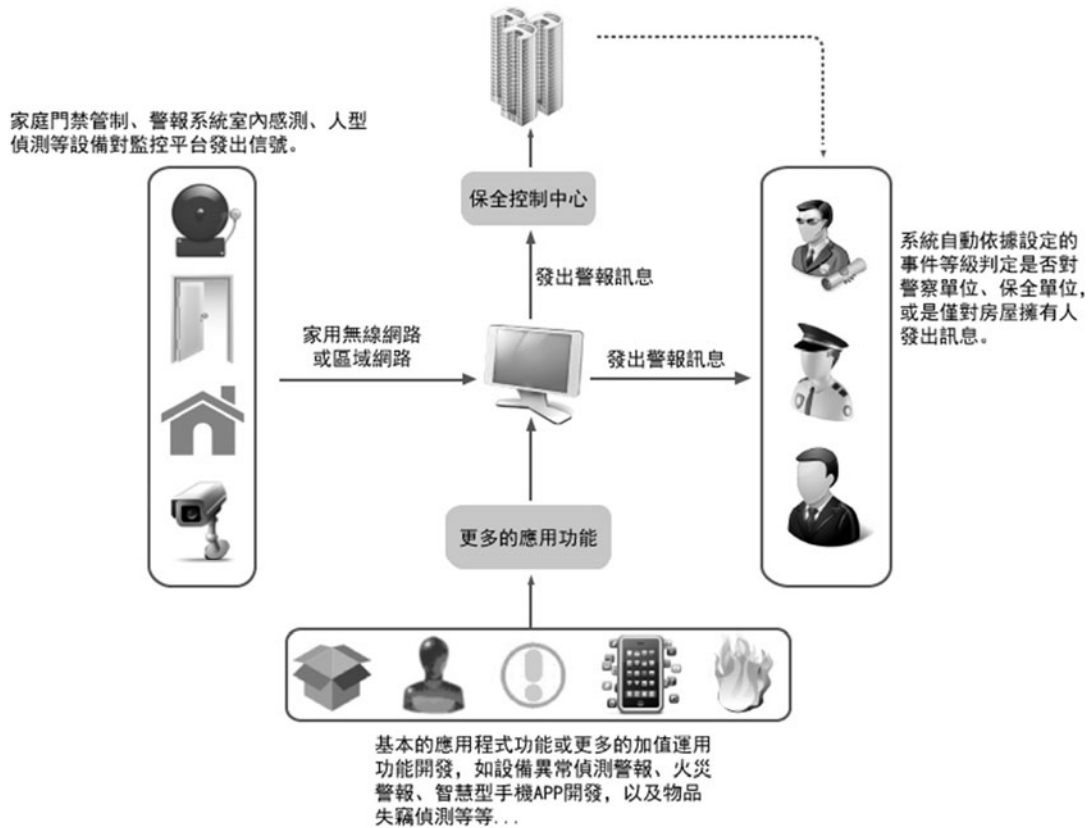 家庭門禁管制、警報系統室內感測、人型
偵測等設備對監控平台發出信號。
保全控制中心
發出警報訊息
家用無線網路
或區域網路
發出警報訊息
系統自動依據設定的
事件等級判定是否對
警察單位、保全單位,
或是僅對房屋擁有人
發出訊息。
更多的應用功能
基本的應用程式功能或更多的加值運用
功能開發, 如設備異常偵測警報、火災
警報、智慧型手機APP開發, 以及物品
失竊偵測等等...